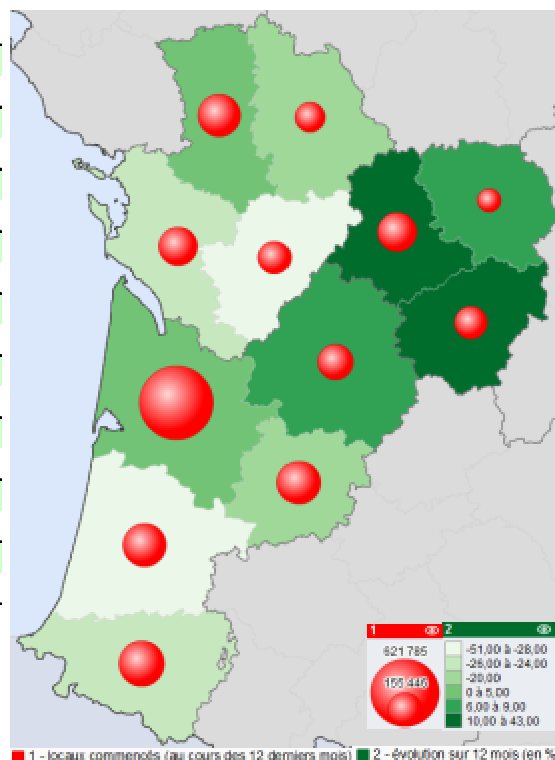 1 2
621 785
155 446
-51,00 à -28,00
-26,00 à -24,00
-20,00
0 à 5,00
6,00 à 9,00
10,00 à 43,00
1 - locaux commencés (au cours des 12 derniers mois) 2 - évolution sur 12 mois (en %